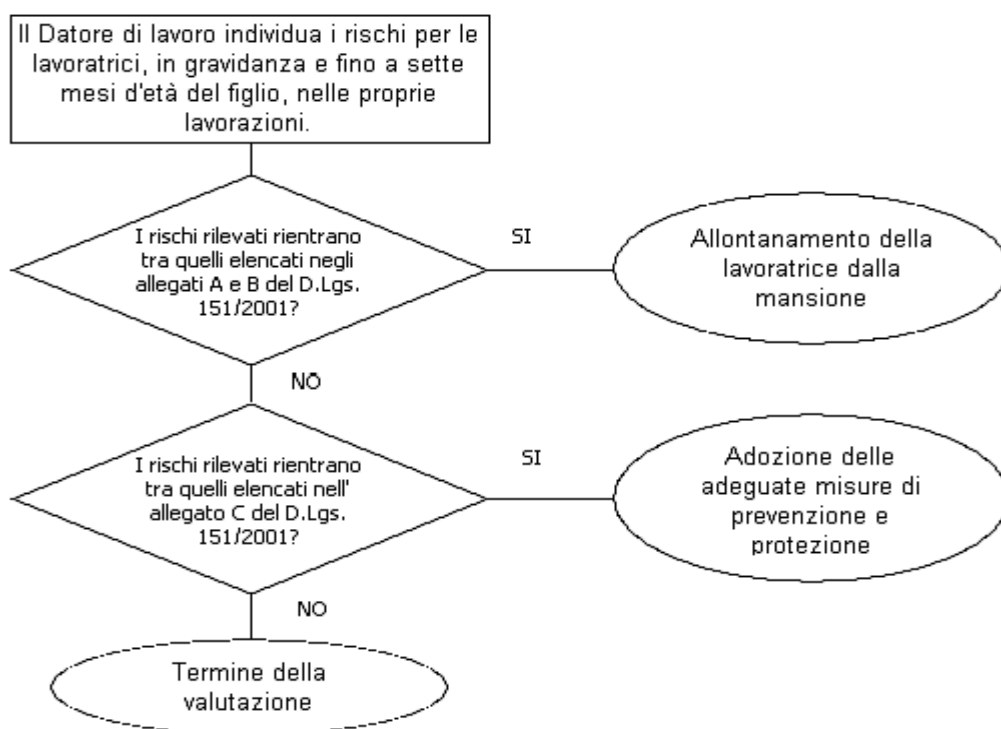 Il Datore di lavoro individua i rischi per le
lavoratrici, in gravidanza e fino a sette
mesi d'età del figlio, nelle proprie
lavorazioni.
I rischi rilevati rientrano
tra quelli elencati negli
allegati A e B del D.Lgs.
151/2001?
SI
Allontanamento della
lavoratrice dalla
mansione
NO
I rischi rilevati rientrano
tra quelli elencati nell'
allegato C del D.Lgs.
151/2001?
SI
Adozione delle
adeguate misure di
prevenzione e
protezione
NO
Termine della
valutazione